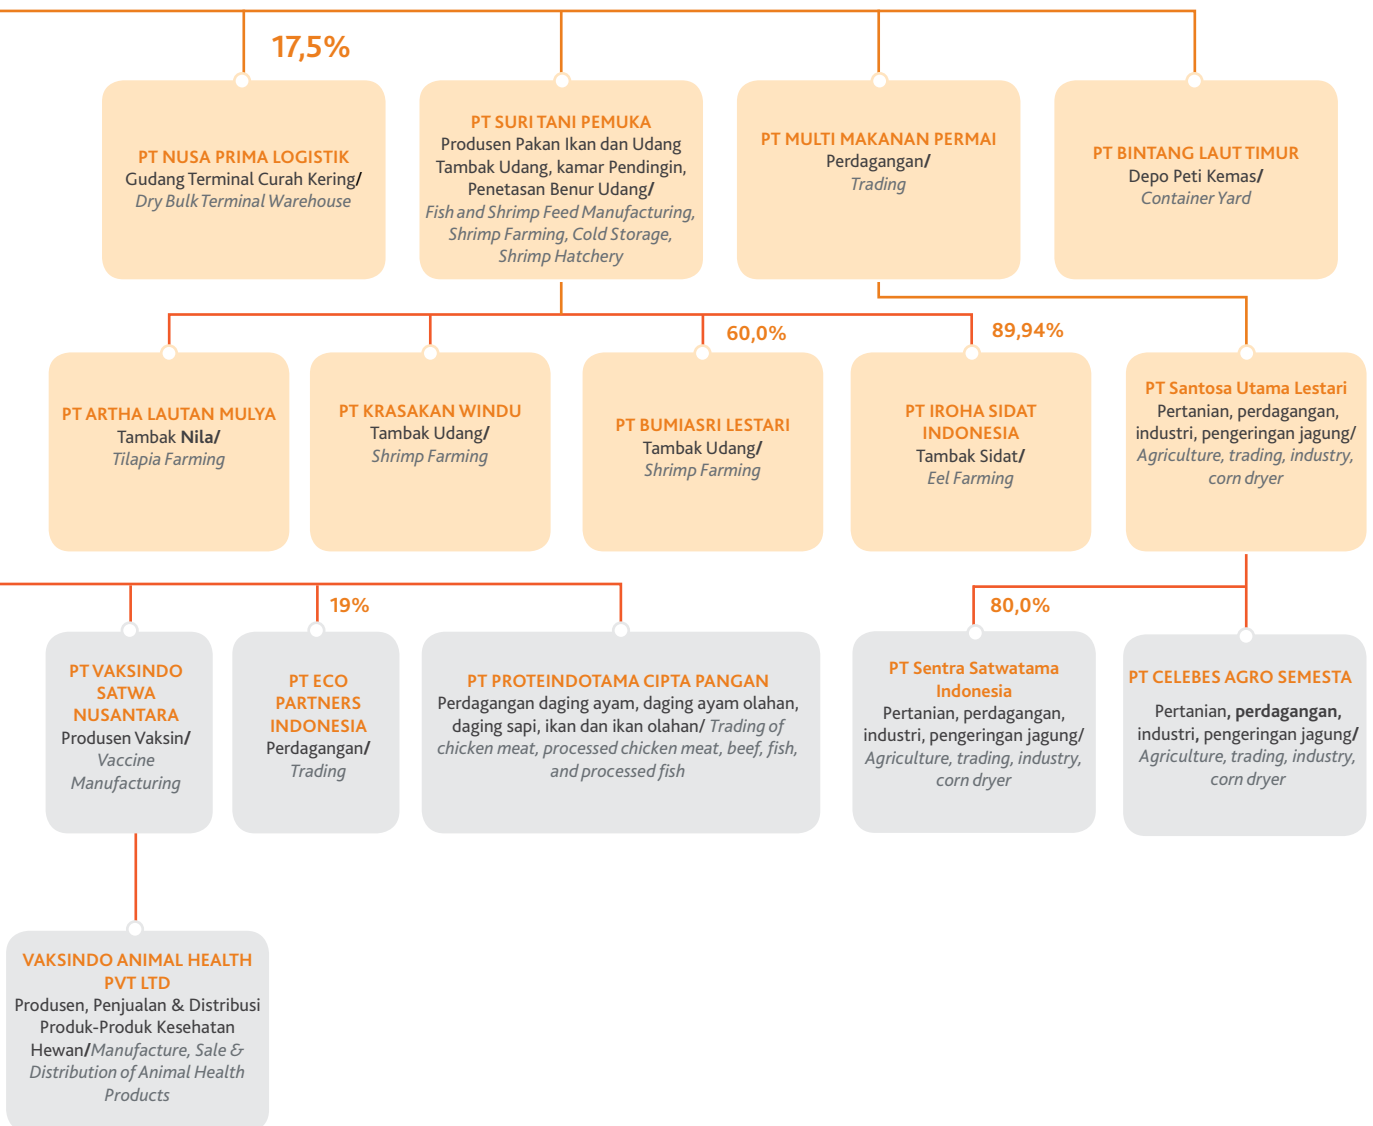 17,5%
PT NUSA PRIMA LOGISTIK
Gudang Terminal Curah Kering/
Dry Bulk Terminal Warehouse
PT SURI TANI PEMUKA
Produsen Pakan Ikan dan Udang
Tambak Udang, kamar Pendingin,
Penetasan Benur Udang/
Fish and Shrimp Feed Manufacturing,
Shrimp Farming, Cold Storage,
Shrimp Hatchery
PT MULTI MAKANAN PERMAI
Perdagangan/
Trading
PT BINTANG LAUT TIMUR
Depo Peti Kemas/
Container Yard
60,0%
89,94%
PT ARTHA LAUTAN MULYA
Tambak Nila/
Tilapia Farming
PT KRASAKAN WINDU
Tambak Udang/
Shrimp Farming
PT BUMIASRI LESTARI
Tambak Udang/
Shrimp Farming
PT IROHA SIDAT
INDONESIA
Tambak Sidat/
Eel Farming
PT Santosa Utama Lestari
Pertanian, perdagangan,
industri, pengeringan jagung/
Agriculture, trading, industry,
corn dryer
19%
80,0%
PT VAKSINDO
SATWA
NUSANTARA
Produsen Vaksin/
Vaccine
Manufacturing
PT ECO
PARTNERS
INDONESIA
Perdagangan/
Trading
PT PROTEINDOTAMA CIPTA PANGAN
Perdagangan daging ayam, daging ayam olahan,
daging sapi, ikan dan ikan olahan/ Trading of
chicken meat, processed chicken meat, beef, fish,
and processed fish
PT Sentra Satwatama
Indonesia
Pertanian, perdagangan,
industri, pengeringan jagung/
Agriculture, trading, industry,
corn dryer
PT CELEBES AGRO SEMESTA
Pertanian, perdagangan,
industri, pengeringan jagung/
Agriculture, trading, industry,
corn dryer
VAKSINDO ANIMAL HEALTH
PVT LTD
Produsen, Penjualan & Distribusi
Produk-Produk Kesehatan
Hewan/Manufacture, Sale &
Distribution of Animal Health
Products